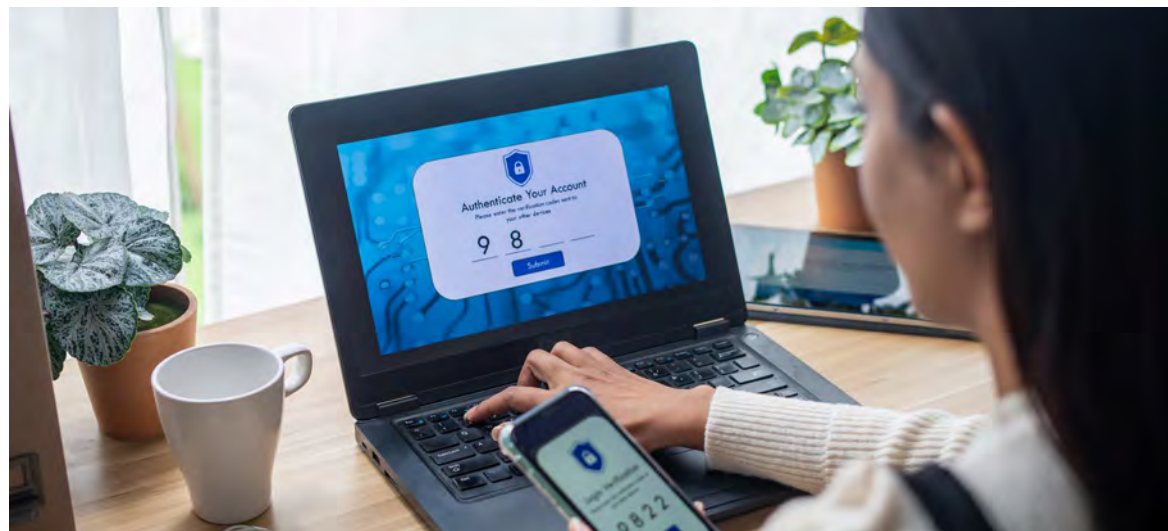 Authenticate Your Account
Please enter the verification codes sent to
your other devices
9 8
Submit
Login Verification
9822